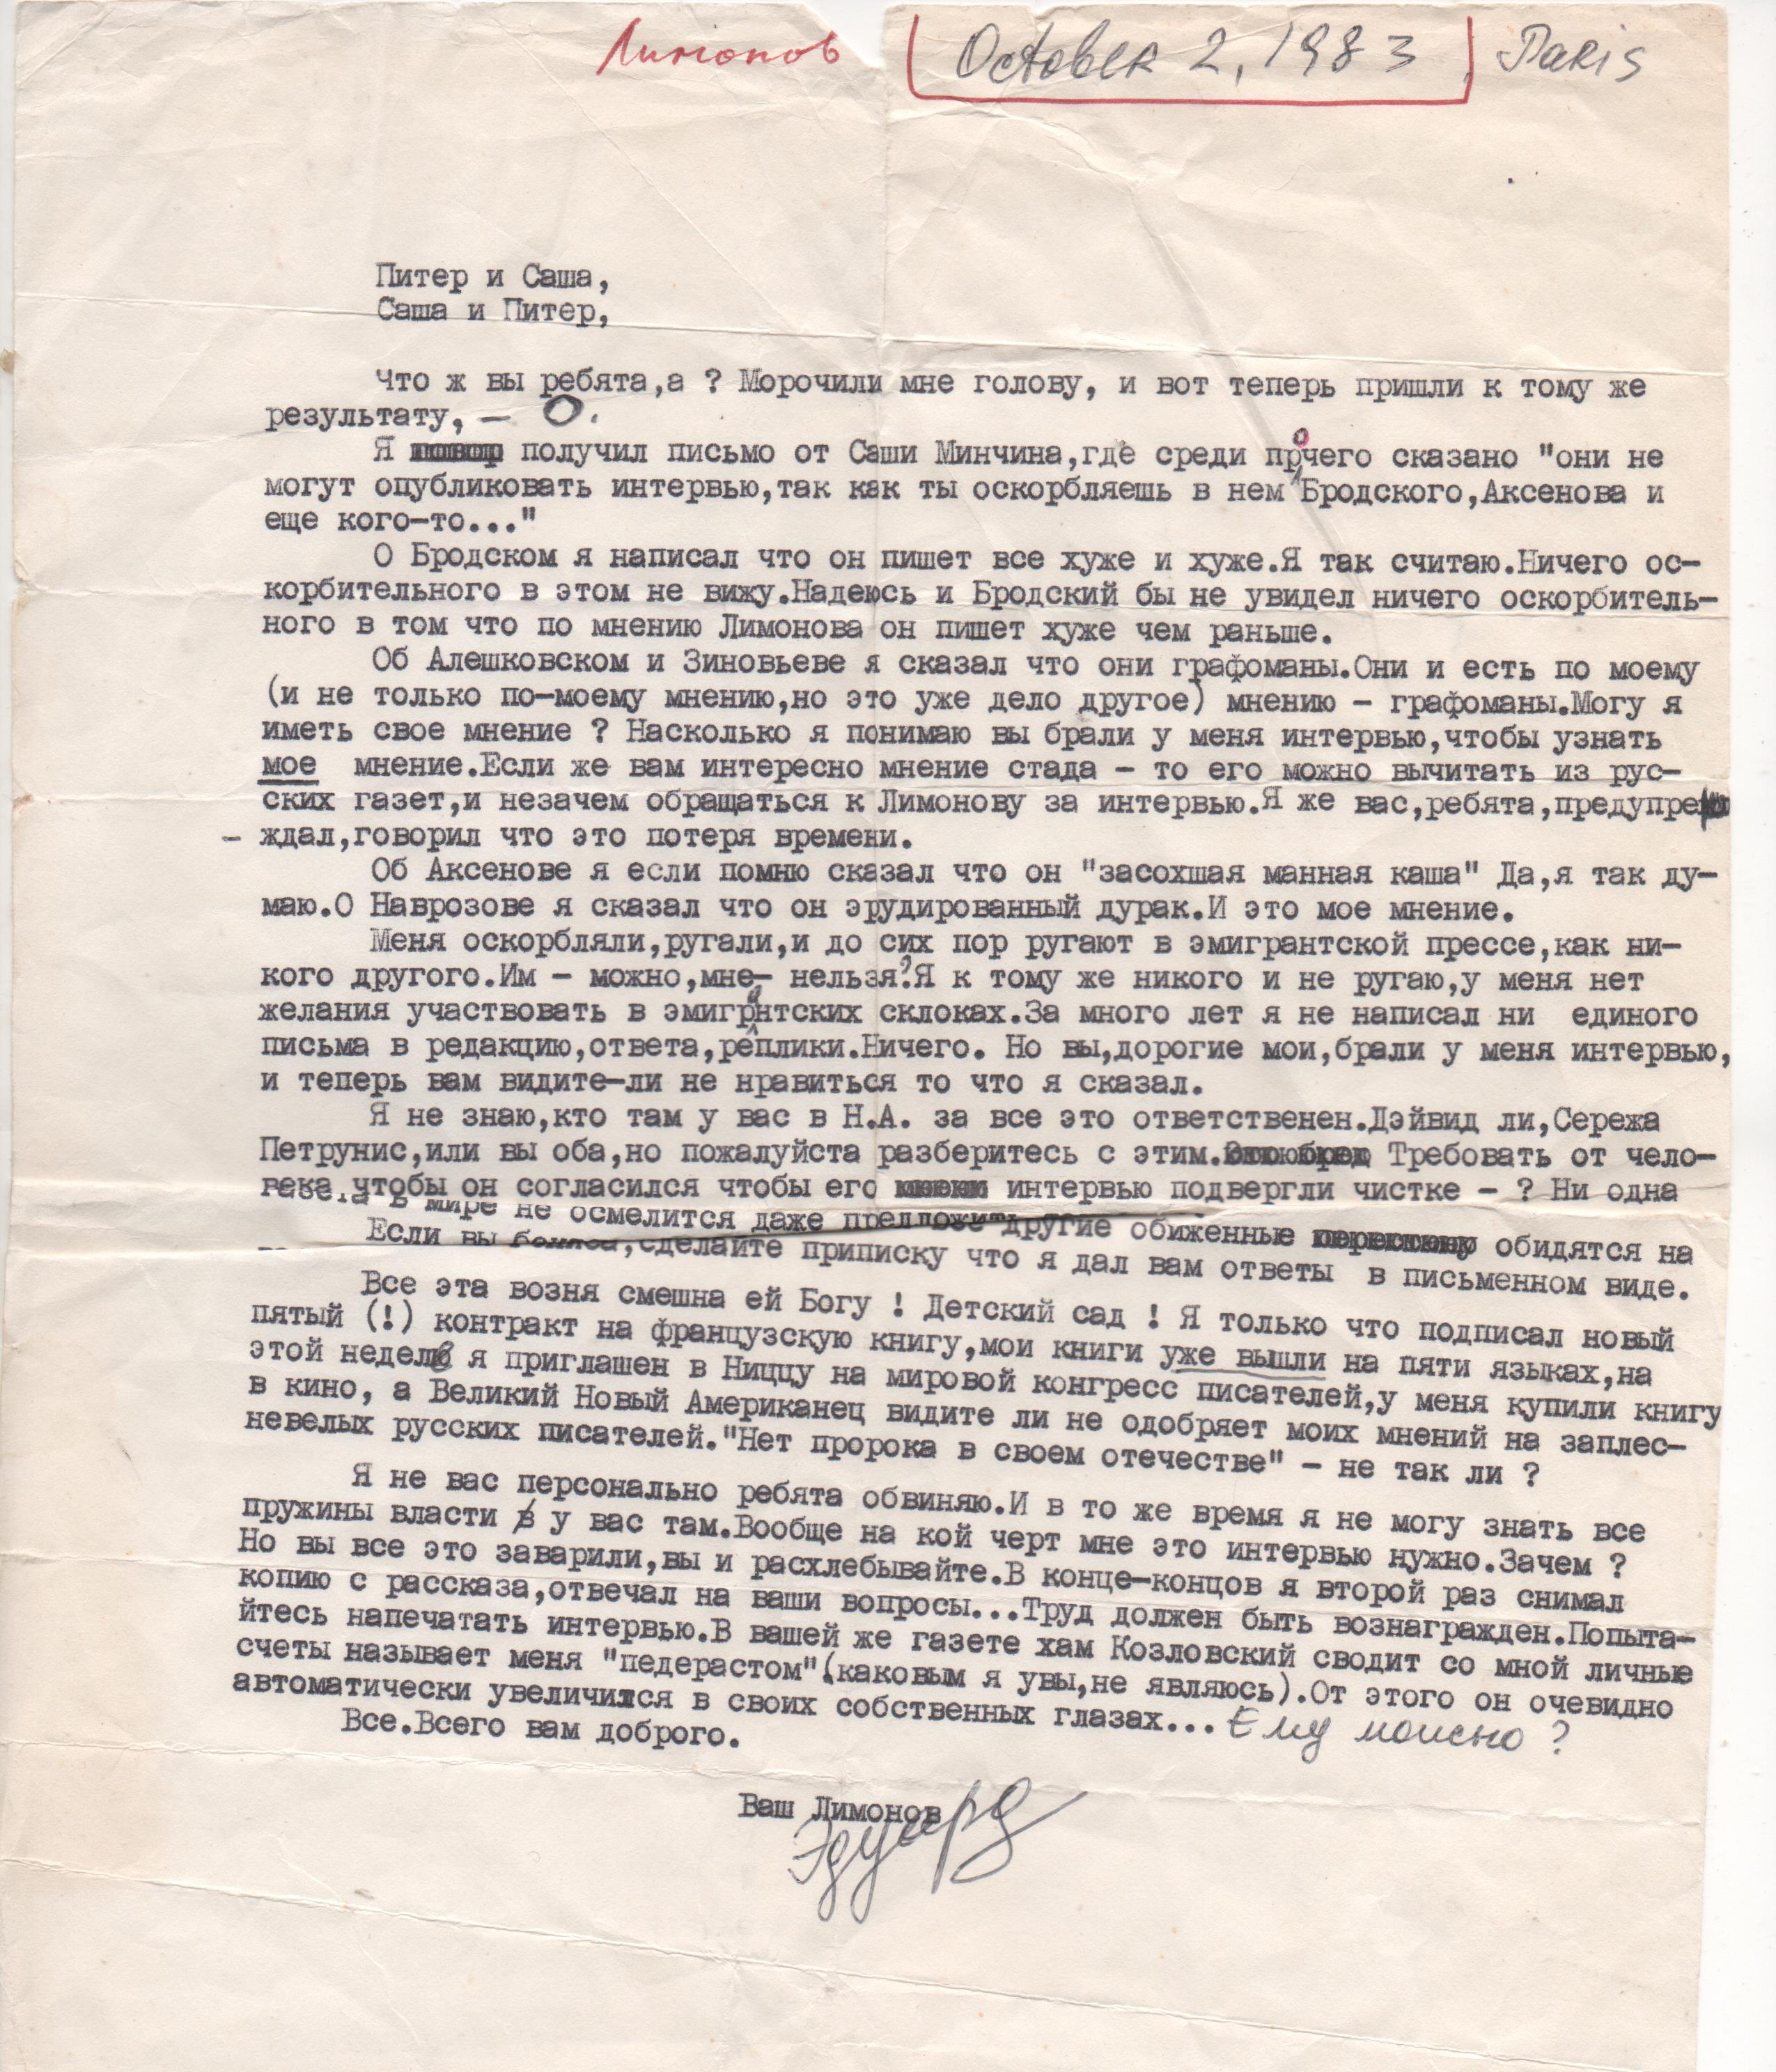 Лимонов October 2, 1983, Paris
Питер и Саша,
Саша и Питер,
Что ж вы ребята,а ? Морочили мне голову, и вот теперь пришли к тому же
результату, — О.
Я получил письмо от Саши Минчина,где среди прочего сказано "они не
могут опубликовать интервью,так как ты оскорбляешь в нем Бродского,Аксенова и
еще кого-то..."
О Бродском я написал что он пишет все хуже и хуже.Я так считаю.Ничего ос-
корбительного в этом не вижу.Надеюсь и Бродский бы не увидел ничего оскорбитель-
ного в том что по мнению Лимонова он пишет хуже чем раньше.
Об Алешковском и Зиновьеве я сказал что они графоманы.Они и есть по моему
(и не только по-моему мнению,но это уже дело другое) мнению - графоманы.Могу я
иметь свое мнение ? Насколько я понимаю вы брали у меня интервью,чтобы узнать
мое мнение.Если же вам интересно мнение стада - то его можно вычитать из рус-
ских газет,и незачем обращаться к Лимонову за интервью.Я же вас,ребята,предупре
- ждал,говорил что это потеря времени.
Об Аксенове я если помню сказал что он "засохшая манная каша" Да,я так ду-
маю.О Наврозове я сказал что он эрудированный дурак.И это мое мнение.
Меня оскорбляли,ругали,и до сих пор ругают в эмигрантской прессе,как ни-
кого другого.Им - можно,мне- нельзя?Я к тому же никого и не ругаю,у меня нет
желания участвовать в эмигрантских склоках.За много лет я не написал ни единого
письма в редакцию,ответа,реплики.Ничего. Но вы,дорогие мои,брали у меня интервью,
и теперь вам видите-ли не нравиться то что я сказал.
Я не знаю,кто там у вас в Н.А. за все это ответственен.Дэйвид ли,Сережа
Петрунис,или вы оба,но пожалуйста разберитесь с этим. Требовать от чело-
века чтобы он согласился чтобы его интервью подвергли чистке - ? Ни одна
в мире не осмелится даже предложить
Если вы другие обиженные обидятся на
,сделайте приписку что я дал вам ответы в письменном виде.
Все эта возня смешна ей Богу ! Детский сад ! Я только что подписал новый
пятый (!) контракт на французскую книгу,мои книги уже вышли на пяти языках,на
этой неделе я приглашен в Ниццу на мировой конгресс писателей,у меня купили книгу
в кино, а Великий Новый Американец видите ли не одобряет моих мнений на заплес-
невелых русских писателей."Нет пророка в своем отечестве" - не так ли ?
Я не вас персонально ребята обвиняю.И в то же время я не могу знать все
пружины власти у вас там.Вообще на кой черт мне это интервью нужно.Зачем ?
Но вы все это заварили,вы и расхлебывайте.В конце-концов я второй раз снимал
копию с рассказа,отвечал на ваши вопросы...Труд должен быть вознагражден.Попыта-
йтесь напечатать интервью.В вашей же газете хам Козловский сводит со мной личные
счеты называет меня "педерастом"(каковым я увы,не являюсь).От этого он очевидно
автоматически увеличился в своих собственных глазах... Ему можно ?
Все.Всего вам доброго.
Ваш Лимонов
Эдуард